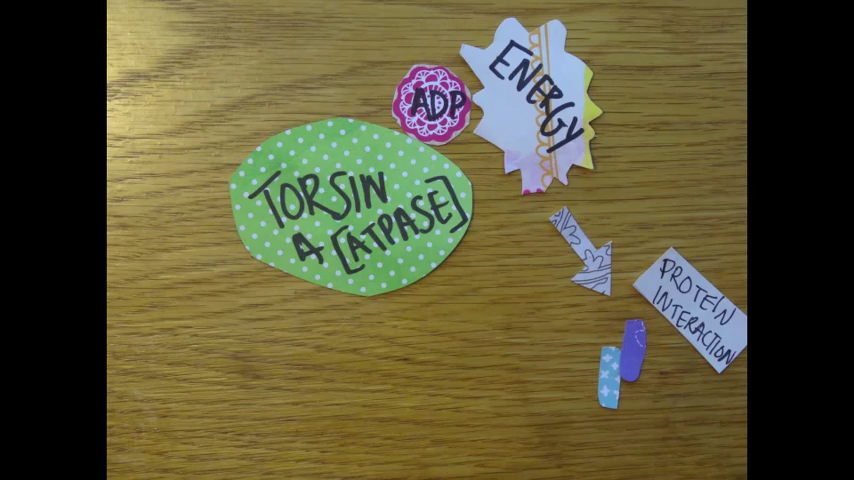 ENERGY
ADP
TORSIN
A [ATPASE]
PROTEIN
INTERACTION